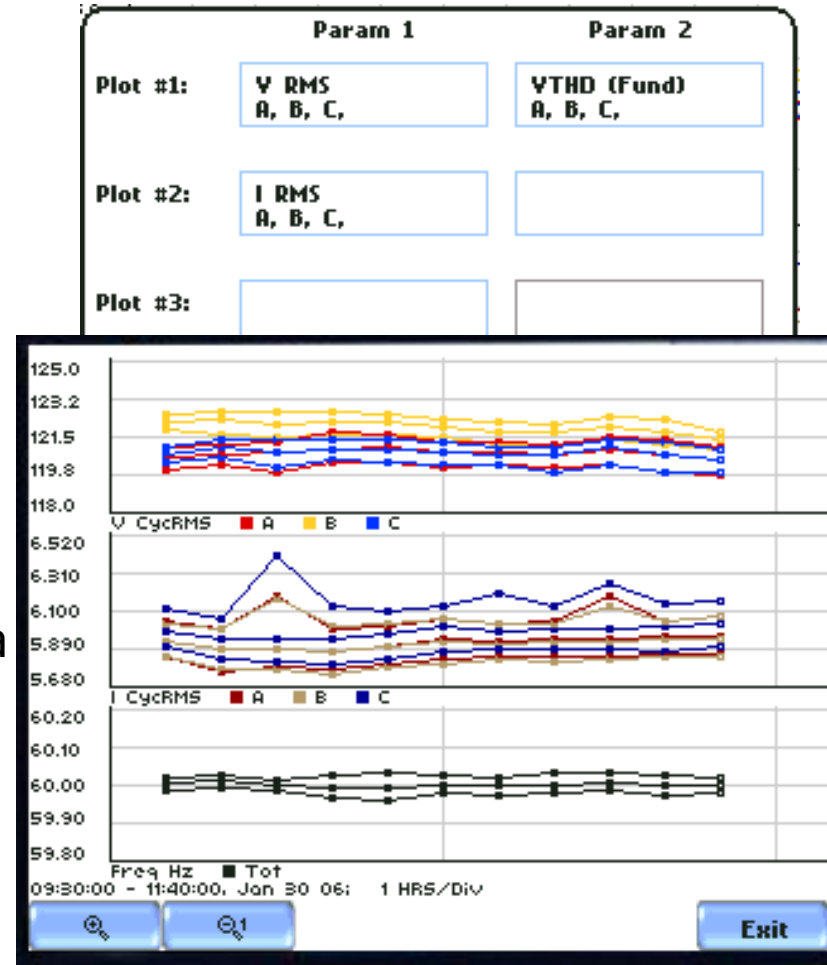 Param 1 Param 2
Plot #1: V RMS VTHD (Fund)
A, B, C, A, B, C,
Plot #2: I RMS
A, B, C,
Plot #3:
125.0
123.2
121.5
119.8
118.0
V CycRMS A B C
6.520
6.310
6.100
5.890
a
5.680
I CycRMS A B C
60.20
60.10
60.00
59.90
59.80
Freq Hz Tot
09:30:00 - 11:40:00, Jan 30 06; 1 HRS/Div
1
Exit